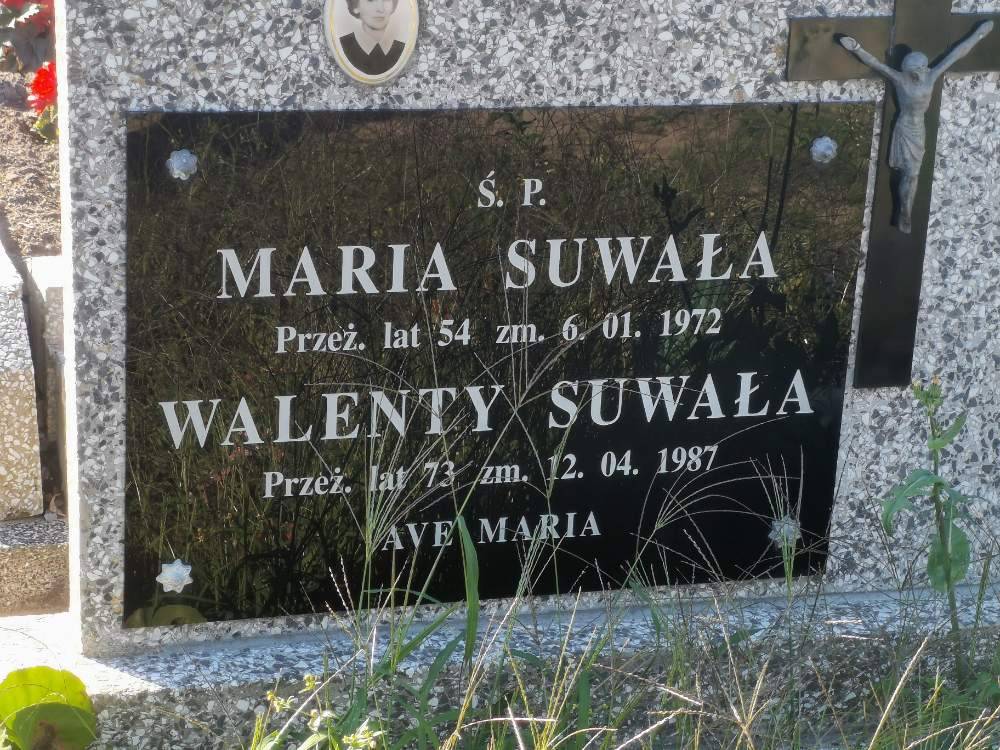 Ś. P.
MARIA SUWAŁA
Przeż. lat 54 zm. 6. 01. 1972
WALENTY SUWAŁA
Przeż. lat 73 zm. 12. 04. 1987
AVE MARIA